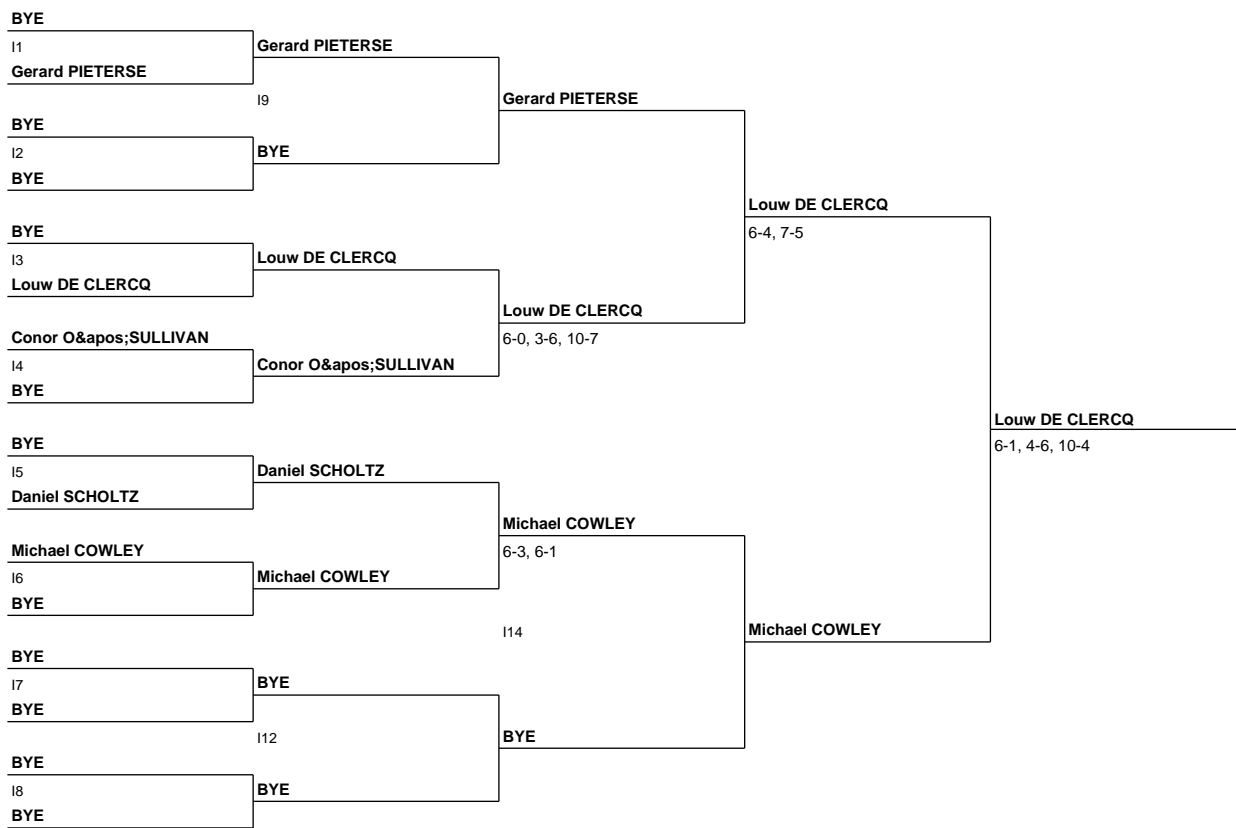 BYE
I1
Gerard PIETERSE
Gerard PIETERSE
I9
Gerard PIETERSE
BYE
I2
BYE
BYE
Louw DE CLERCQ
6-4, 7-5
BYE
I3
Louw DE CLERCQ
Louw DE CLERCQ
Louw DE CLERCQ
6-0, 3-6, 10-7
Conor O&apos;SULLIVAN
I4
Conor O&apos;SULLIVAN
BYE
Louw DE CLERCQ
6-1, 4-6, 10-4
BYE
I5
Daniel SCHOLTZ
Daniel SCHOLTZ
Michael COWLEY
6-3, 6-1
Michael COWLEY
I6
Michael COWLEY
BYE
I14
Michael COWLEY
BYE
I7
BYE
BYE
I12
BYE
BYE
I8
BYE
BYE